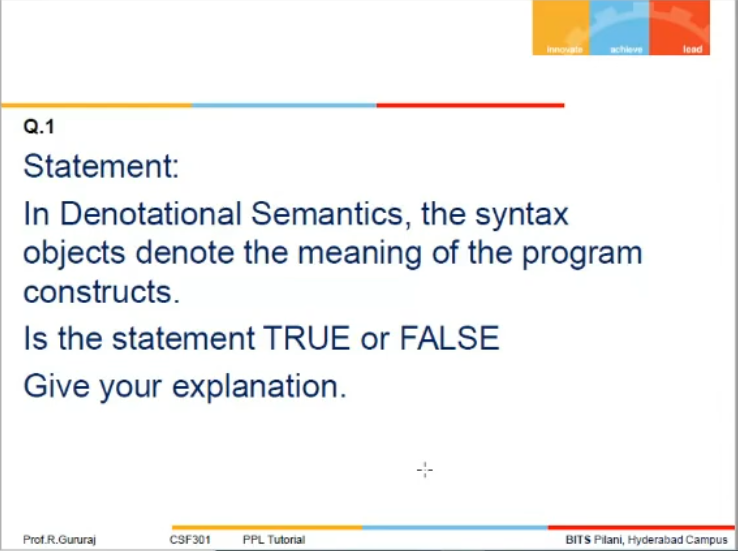 innovate achieve lead
Q.1
Statement:
In Denotational Semantics, the syntax
objects denote the meaning of the program
constructs.
Is the statement TRUE or FALSE
Give your explanation.
Prof.R.Gururaj CSF301 PPL Tutorial BITS Pilani, Hyderabad Campus